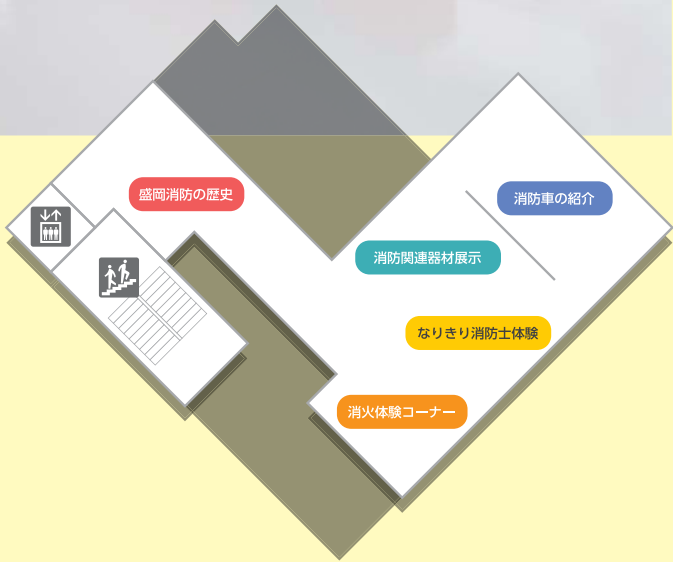 盛岡消防の歴史
消防車の紹介
消防関連器材展示
なりきり消防士体験
消火体験コーナー